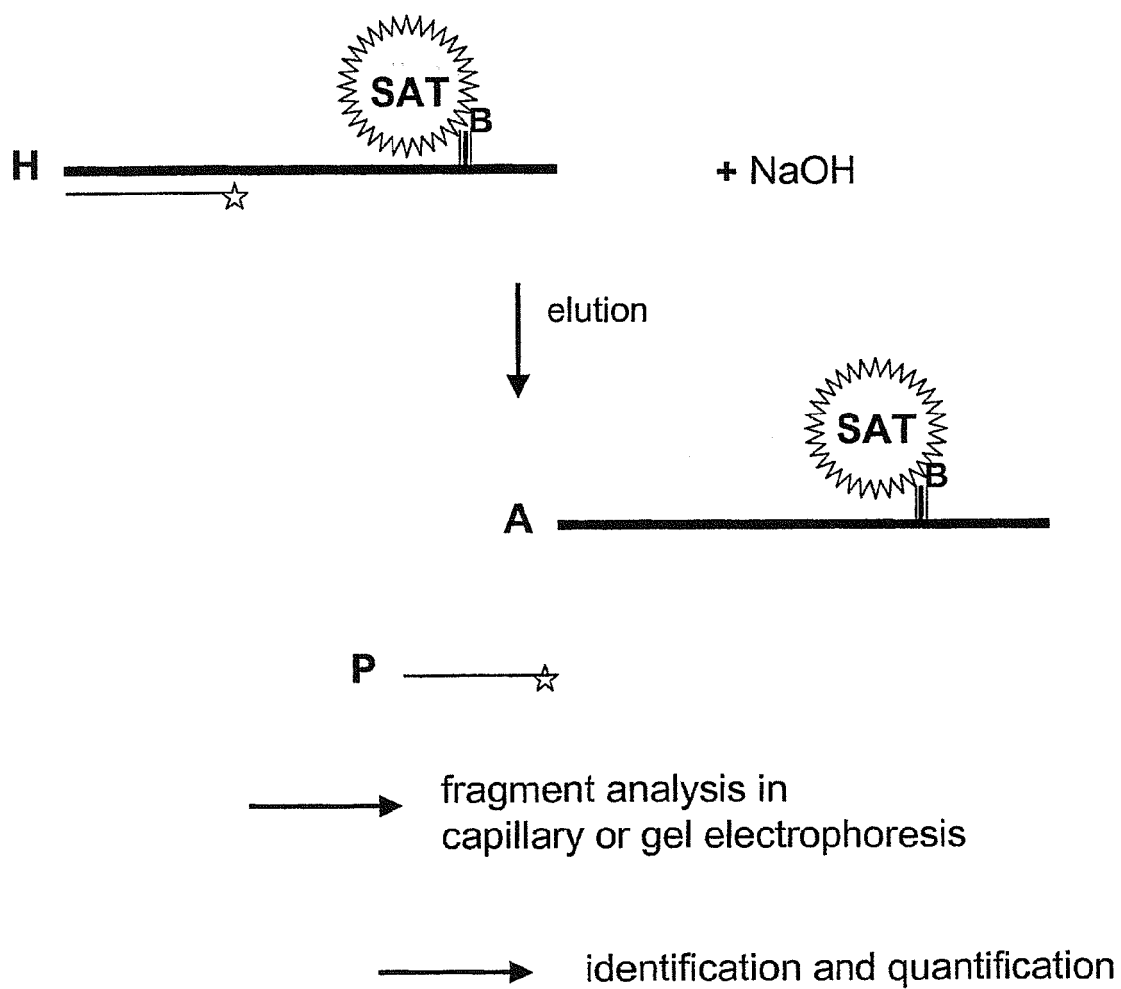 SAT
B
H
+ NaOH
elution
SAT
B
A
P
fragment analysis in
capillary or gel electrophoresis
identification and quantification